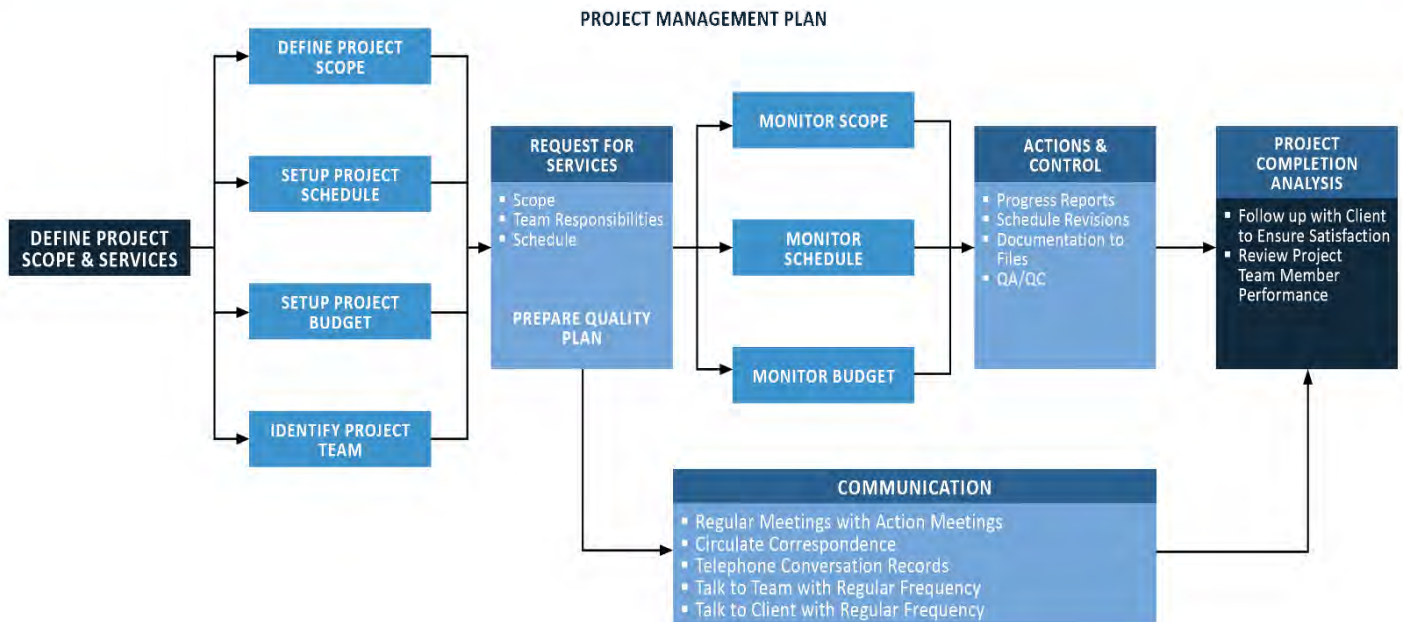 PROJECT MANAGEMENT PLAN
DEFINE PROJECT
SCOPE & SERVICES
DEFINE PROJECT
SCOPE
SETUP PROJECT
SCHEDULE
SETUP PROJECT
BUDGET
IDENTIFY PROJECT
TEAM
REQUEST FOR
SERVICES
▪ Scope
▪ Team Responsibilities
▪ Schedule
PREPARE QUALITY
PLAN
MONITOR SCOPE
MONITOR
SCHEDULE
MONITOR BUDGET
ACTIONS &
CONTROL
▪ Progress Reports
▪ Schedule Revisions
▪ Documentation to
Files
▪ QA/QC
PROJECT
COMPLETION
ANALYSIS
▪ Follow up with Client
to Ensure Satisfaction
▪ Review Project
Team Member
Performance
COMMUNICATION
▪ Regular Meetings with Action Meetings
▪ Circulate Correspondence
▪ Telephone Conversation Records
▪ Talk to Team with Regular Frequency
▪ Talk to Client with Regular Frequency